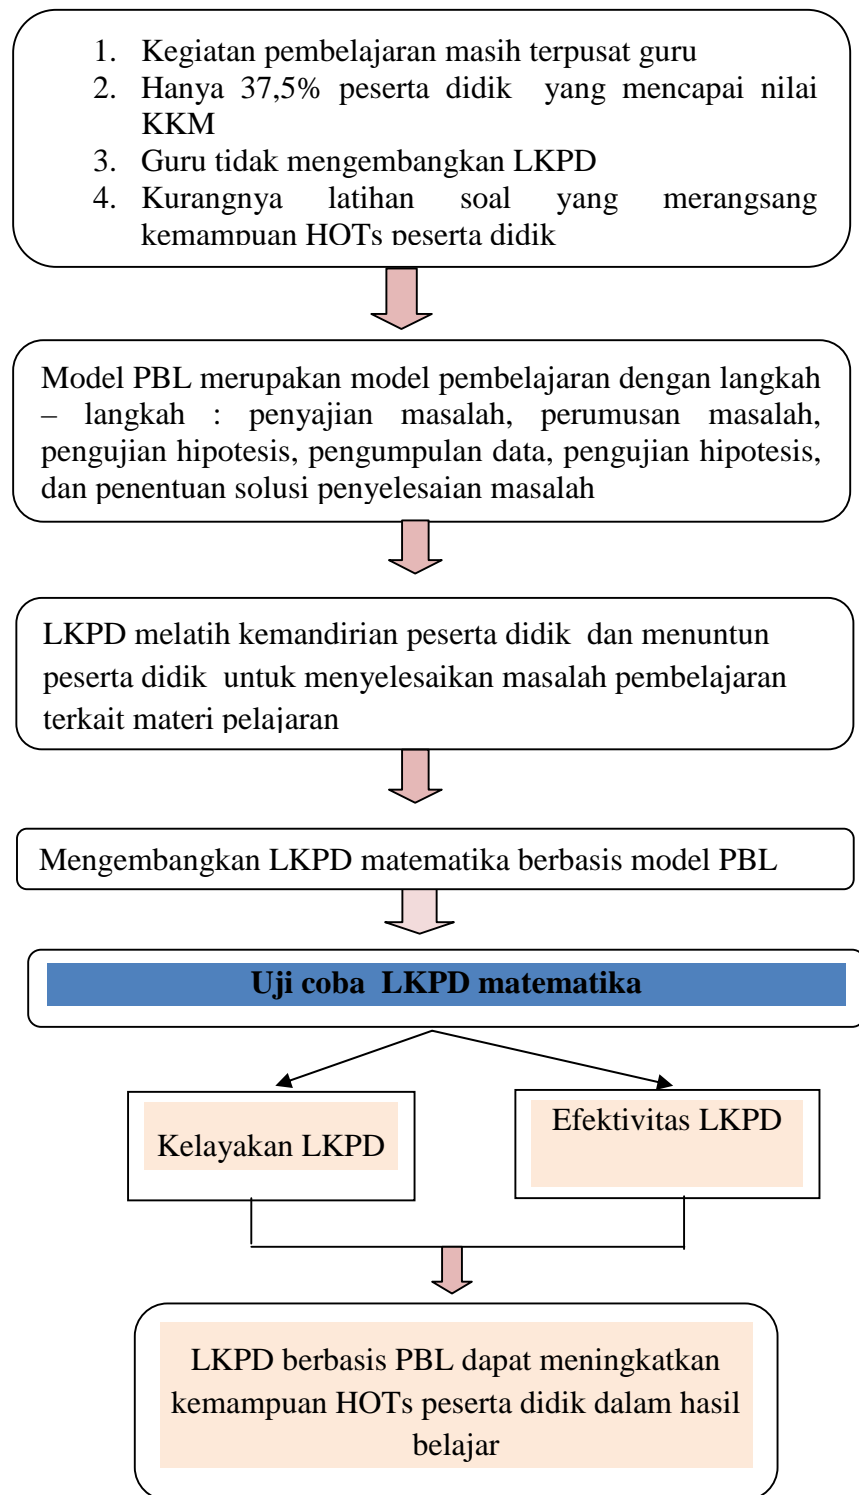 1. Kegiatan pembelajaran masih terpusat guru
2. Hanya 37,5% peserta didik yang mencapai nilai
KKM
3. Guru tidak mengembangkan LKPD
4. Kurangnya latihan soal yang merangsang
kemampuan HOTs peserta didik
Model PBL merupakan model pembelajaran dengan langkah
– langkah : penyajian masalah, perumusan masalah,
pengujian hipotesis, pengumpulan data, pengujian hipotesis,
dan penentuan solusi penyelesaian masalah
LKPD melatih kemandirian peserta didik dan menuntun
peserta didik untuk menyelesaikan masalah pembelajaran
terkait materi pelajaran
Mengembangkan LKPD matematika berbasis model PBL
Uji coba LKPD matematika
Kelayakan LKPD
Efektivitas LKPD
LKPD berbasis PBL dapat meningkatkan
kemampuan HOTs peserta didik dalam hasil
belajar